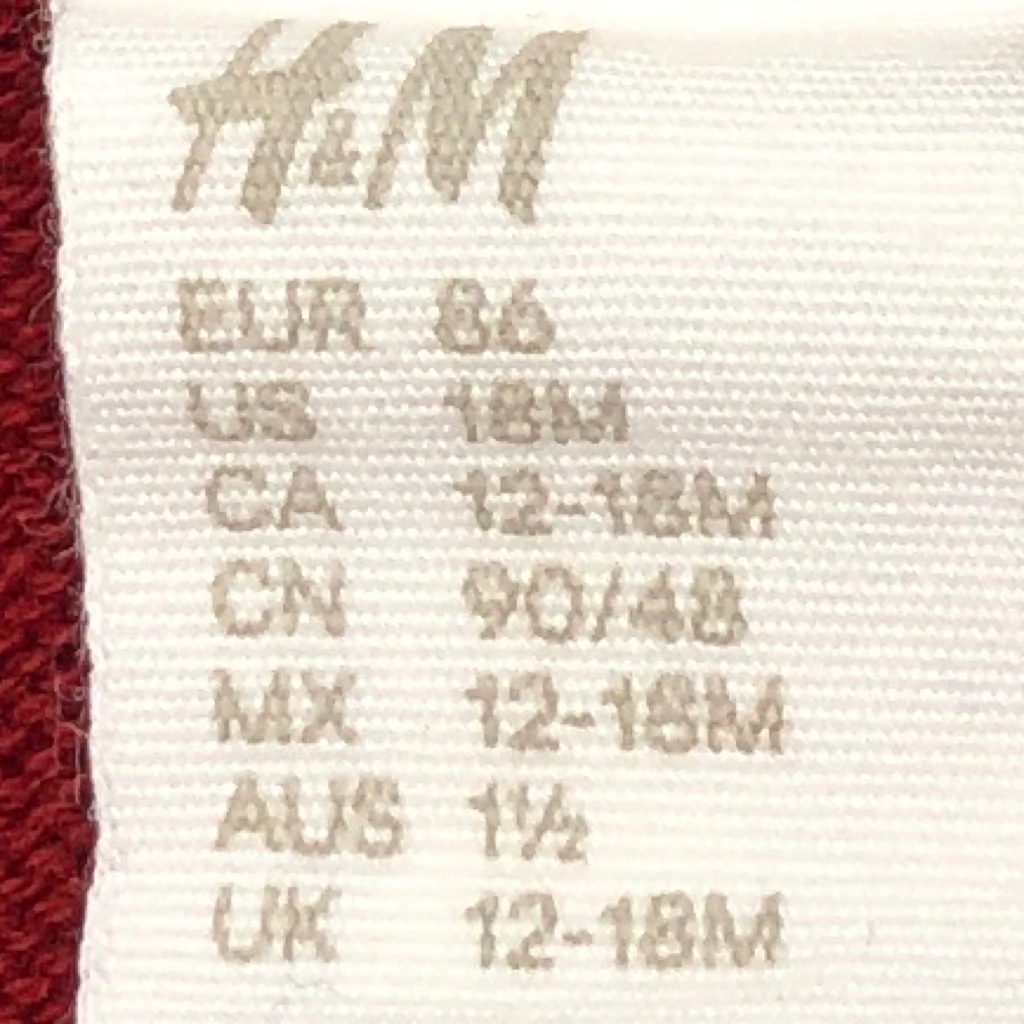 H&M
EUR 86
US 18M
CA 12-18M
CN 90/48
MX 12-18M
AUS 1½
UK 12-18M